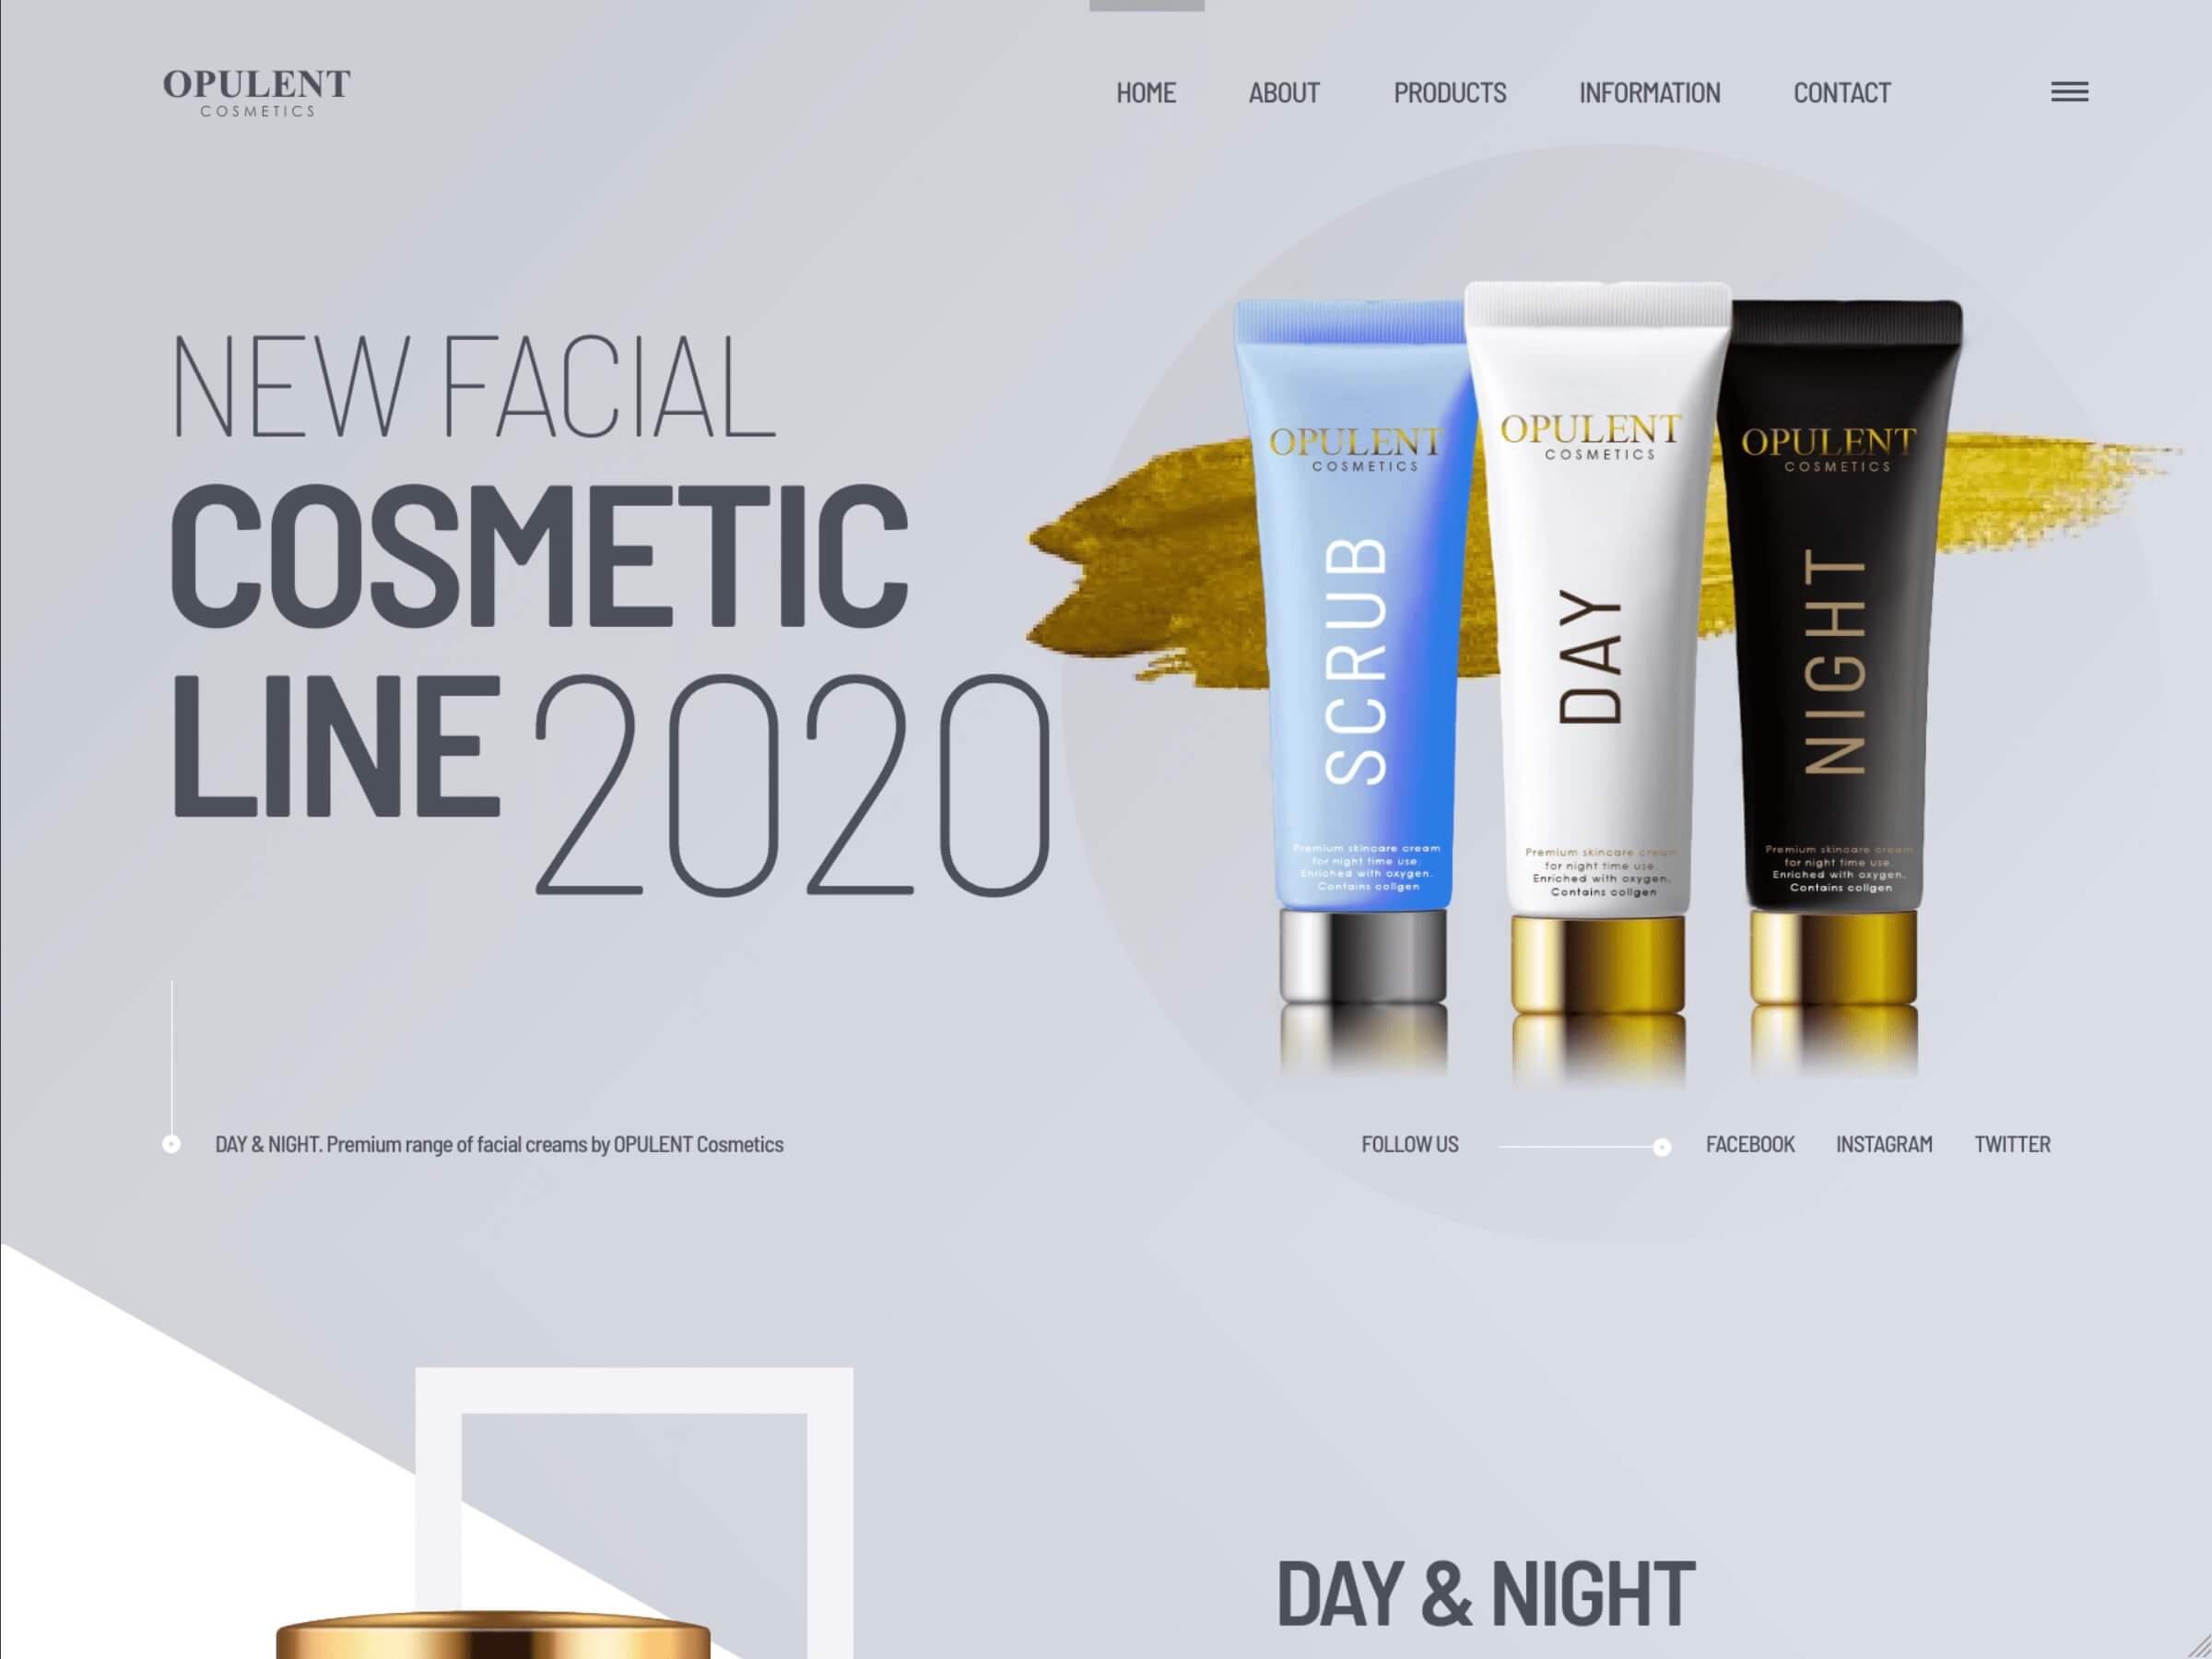 OPULENT
COSMETICS
HOME ABOUT PRODUCTS INFORMATION CONTACT
NEW FACIAL
COSMETIC
LINE 2020
OPULENT
COSMETICS
SCRUB
Premium skincare cream
for night time use.
Enriched with oxygen.
Contains collgen
OPULENT
COSMETICS
DAY
Premium skincare cream
for night time use.
Enriched with oxygen.
Contains collgen
OPULENT
COSMETICS
NIGHT
Premium skincare cream
for night time use.
Enriched with oxygen.
Contains collgen
DAY & NIGHT. Premium range of facial creams by OPULENT Cosmetics
FOLLOW US FACEBOOK INSTAGRAM TWITTER
DAY & NIGHT